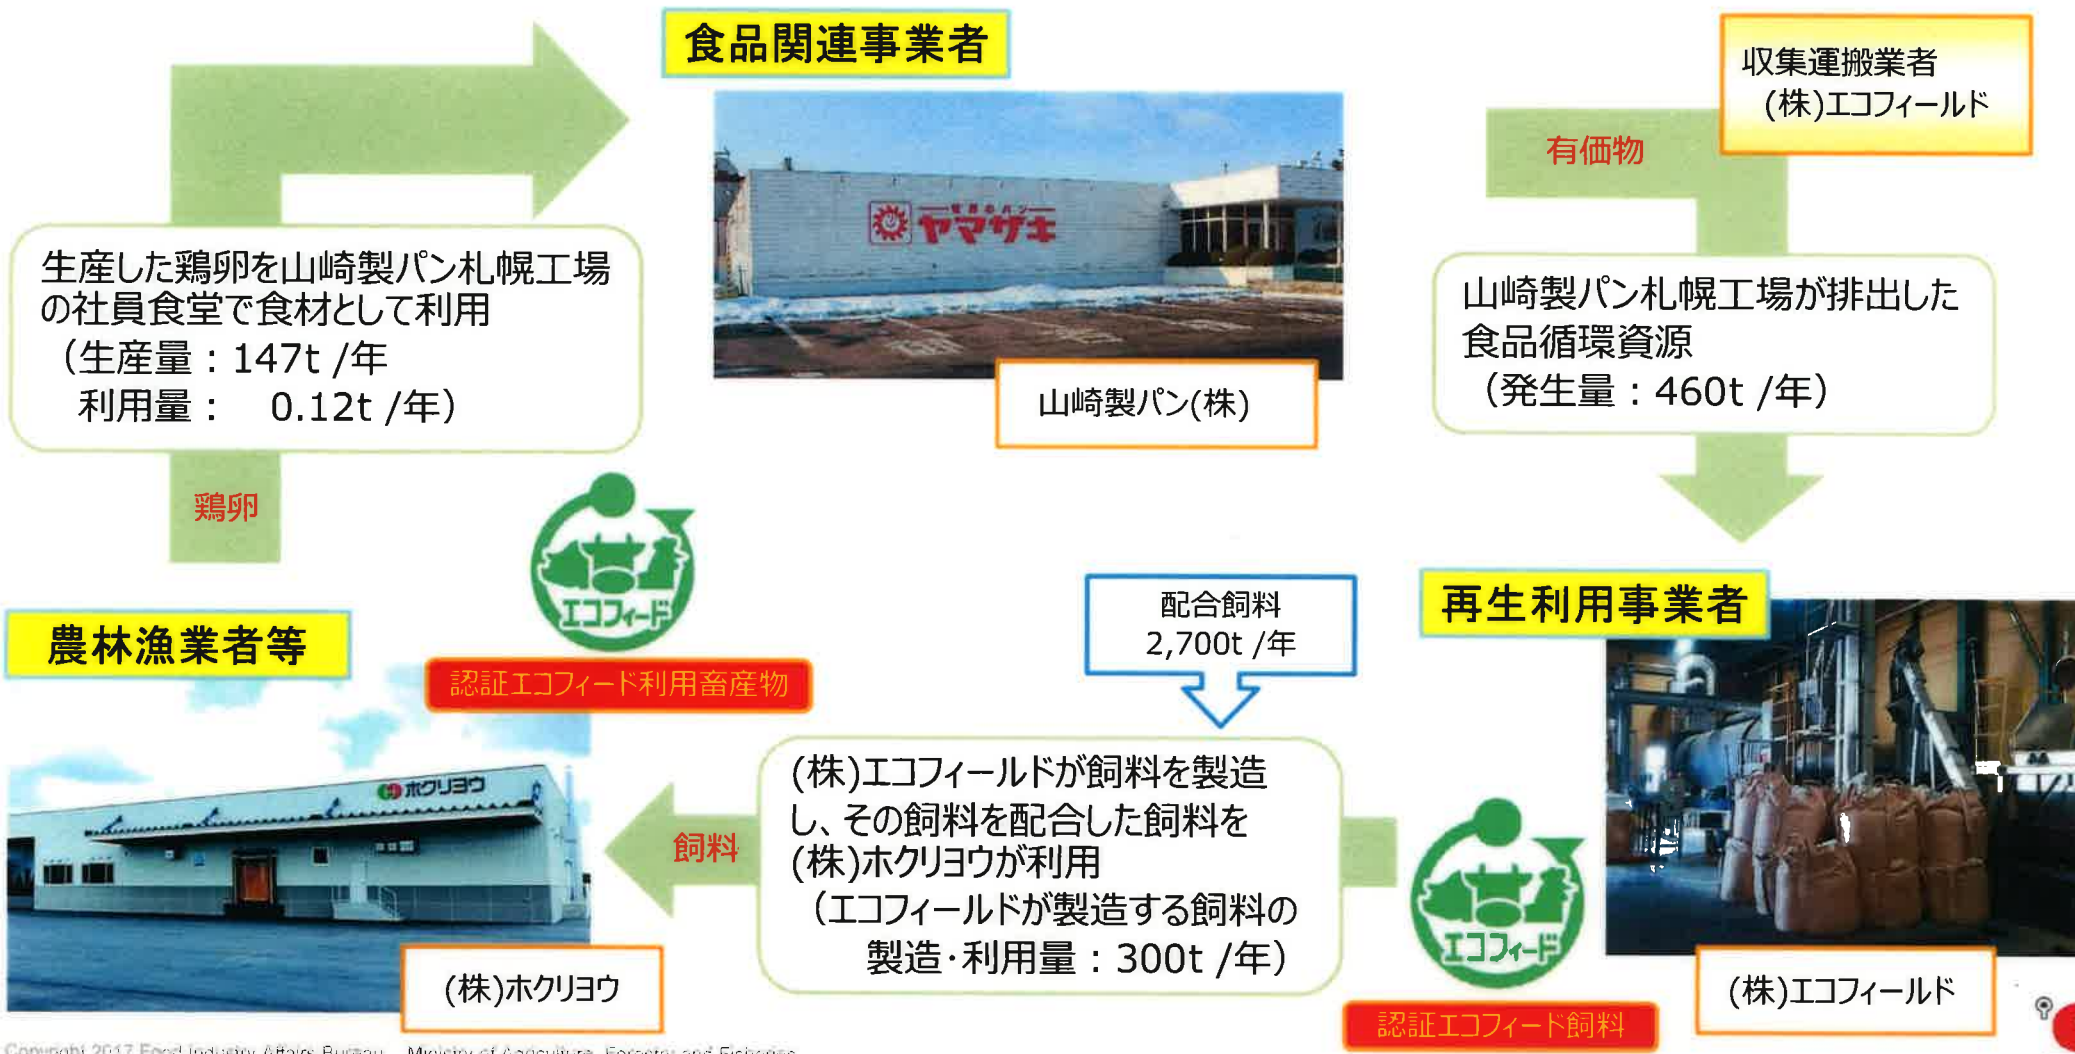 食品関連事業者
収集運搬業者
(株)エコフィールド
有価物
ヤマザキ
山崎製パン(株)
生産した鶏卵を山崎製パン札幌工場
の社員食堂で食材として利用
(生産量：147t /年
利用量： 0.12t /年)
山崎製パン札幌工場が排出した
食品循環資源
(発生量：460t /年)
鶏卵
エコフィード
認証エコフィード利用畜産物
農林漁業者等
配合飼料
2,700t /年
再生利用事業者
ホクリヨウ
(株)ホクリヨウ
飼料
(株)エコフィールドが飼料を製造
し、その飼料を配合した飼料を
(株)ホクリヨウが利用
(エコフィールドが製造する飼料の
製造･利用量：300t /年)
エコフィード
認証エコフィード飼料
(株)エコフィールド
Copyright 2017 Food Industry Affairs Bureau, Ministry of Agriculture, Forestry and Fisheries